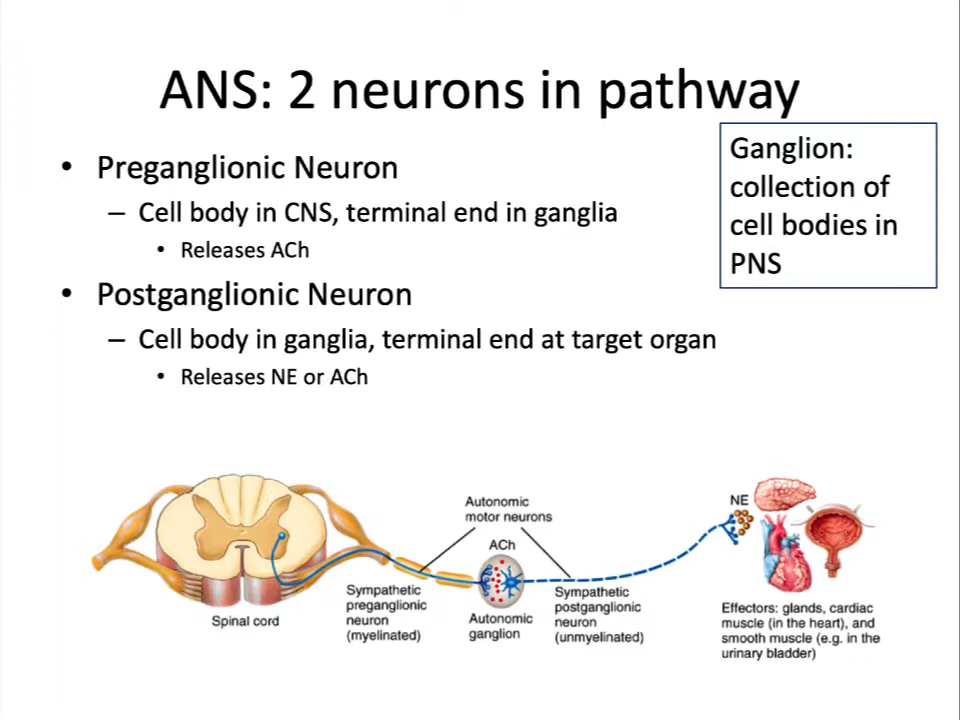 ANS: 2 neurons in pathway
• Preganglionic Neuron
– Cell body in CNS, terminal end in ganglia
• Releases ACh
• Postganglionic Neuron
– Cell body in ganglia, terminal end at target organ
• Releases NE or ACh
Ganglion:
collection of
cell bodies in
PNS
Autonomic
motor neurons
NE
ACh
Spinal cord
Sympathetic
preganglionic
neuron
(myelinated)
Autonomic
ganglion
Sympathetic
postganglionic
neuron
(unmyelinated)
Effectors: glands, cardiac
muscle (in the heart), and
smooth muscle (e.g. in the
urinary bladder)